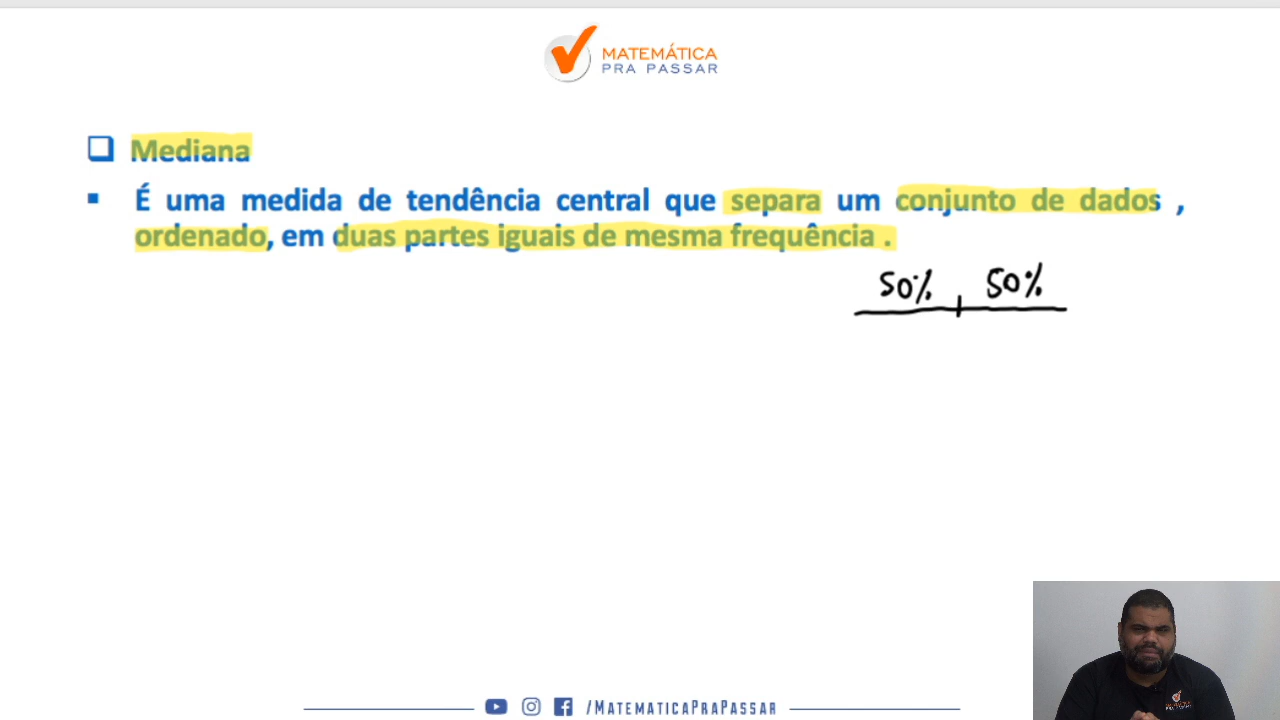 MATEMÁTICA
PRA PASSAR
Mediana
É uma medida de tendência central que separa um conjunto de dados ,
ordenado, em duas partes iguais de mesma frequência .
50% 50%
/MATEMATICAPRAPASSAR